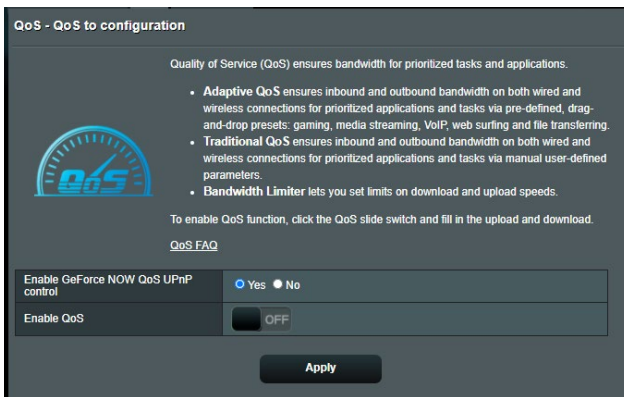 QoS - QoS to configuration
Quality of Service (QoS) ensures bandwidth for prioritized tasks and applications.
• Adaptive QoS ensures inbound and outbound bandwidth on both wired and
wireless connections for prioritized applications and tasks via pre-defined, drag-
and-drop presets: gaming, media streaming, VoIP, web surfing and file transferring.
• Traditional QoS ensures inbound and outbound bandwidth on both wired and
wireless connections for prioritized applications and tasks via manual user-defined
parameters.
• Bandwidth Limiter lets you set limits on download and upload speeds.
QoS
To enable QoS function, click the QoS slide switch and fill in the upload and download.
QoS FAQ
Enable GeForce NOW QoS UPnP
control
Yes No
Enable QoS
OFF
Apply